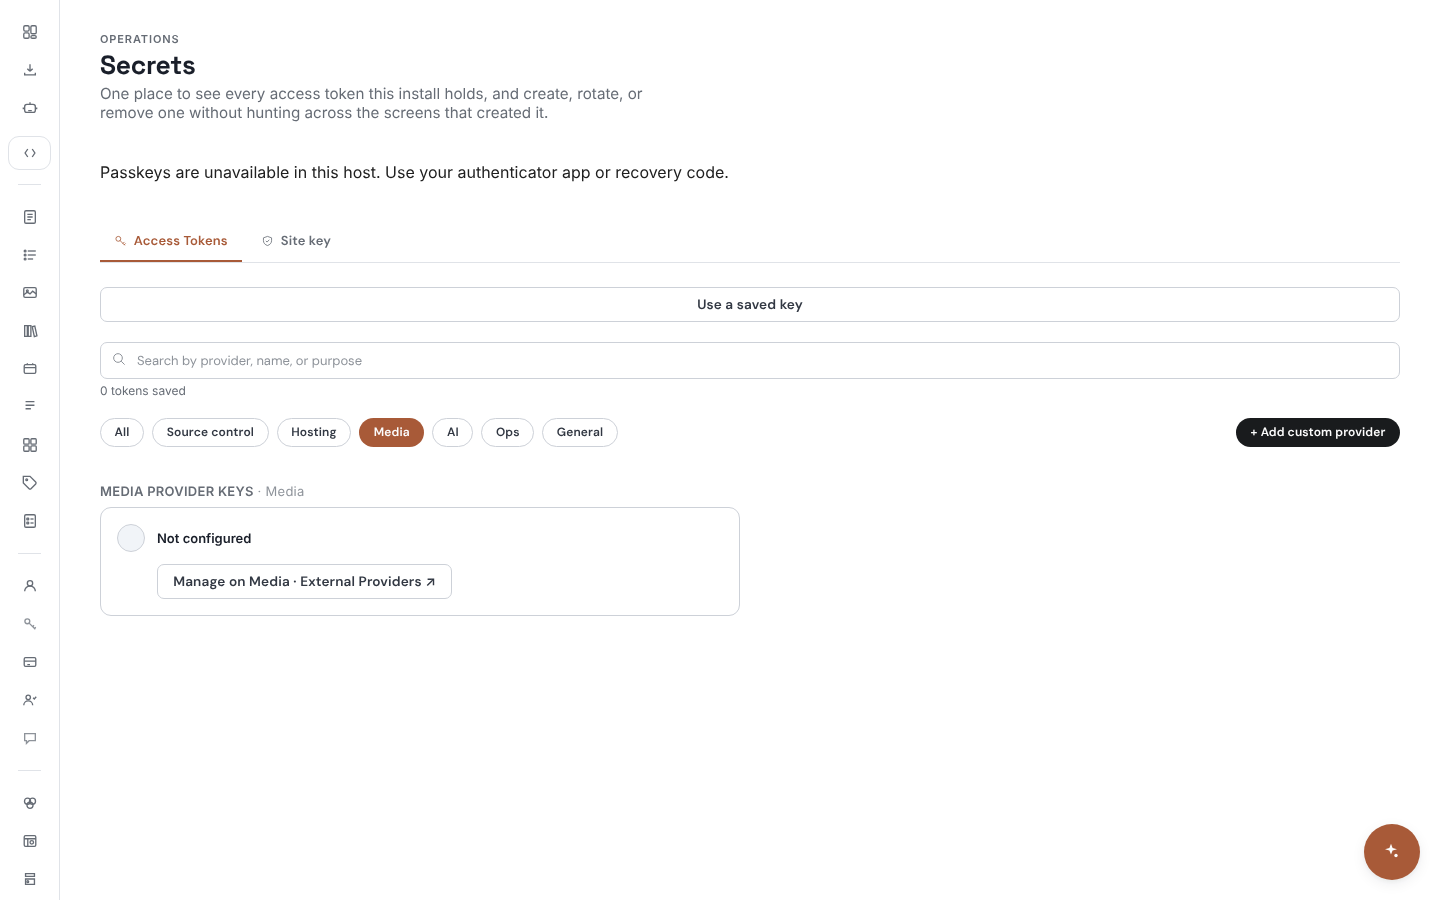 OPERATIONS
Secrets
One place to see every access token this install holds, and create, rotate, or
remove one without hunting across the screens that created it.
Passkeys are unavailable in this host. Use your authenticator app or recovery code.
Access Tokens
Site key
Use a saved key
Search by provider, name, or purpose
0 tokens saved
All
Source control
Hosting
Media
AI
Ops
General
+ Add custom provider
MEDIA PROVIDER KEYS · Media
Not configured
Manage on Media · External Providers ↗